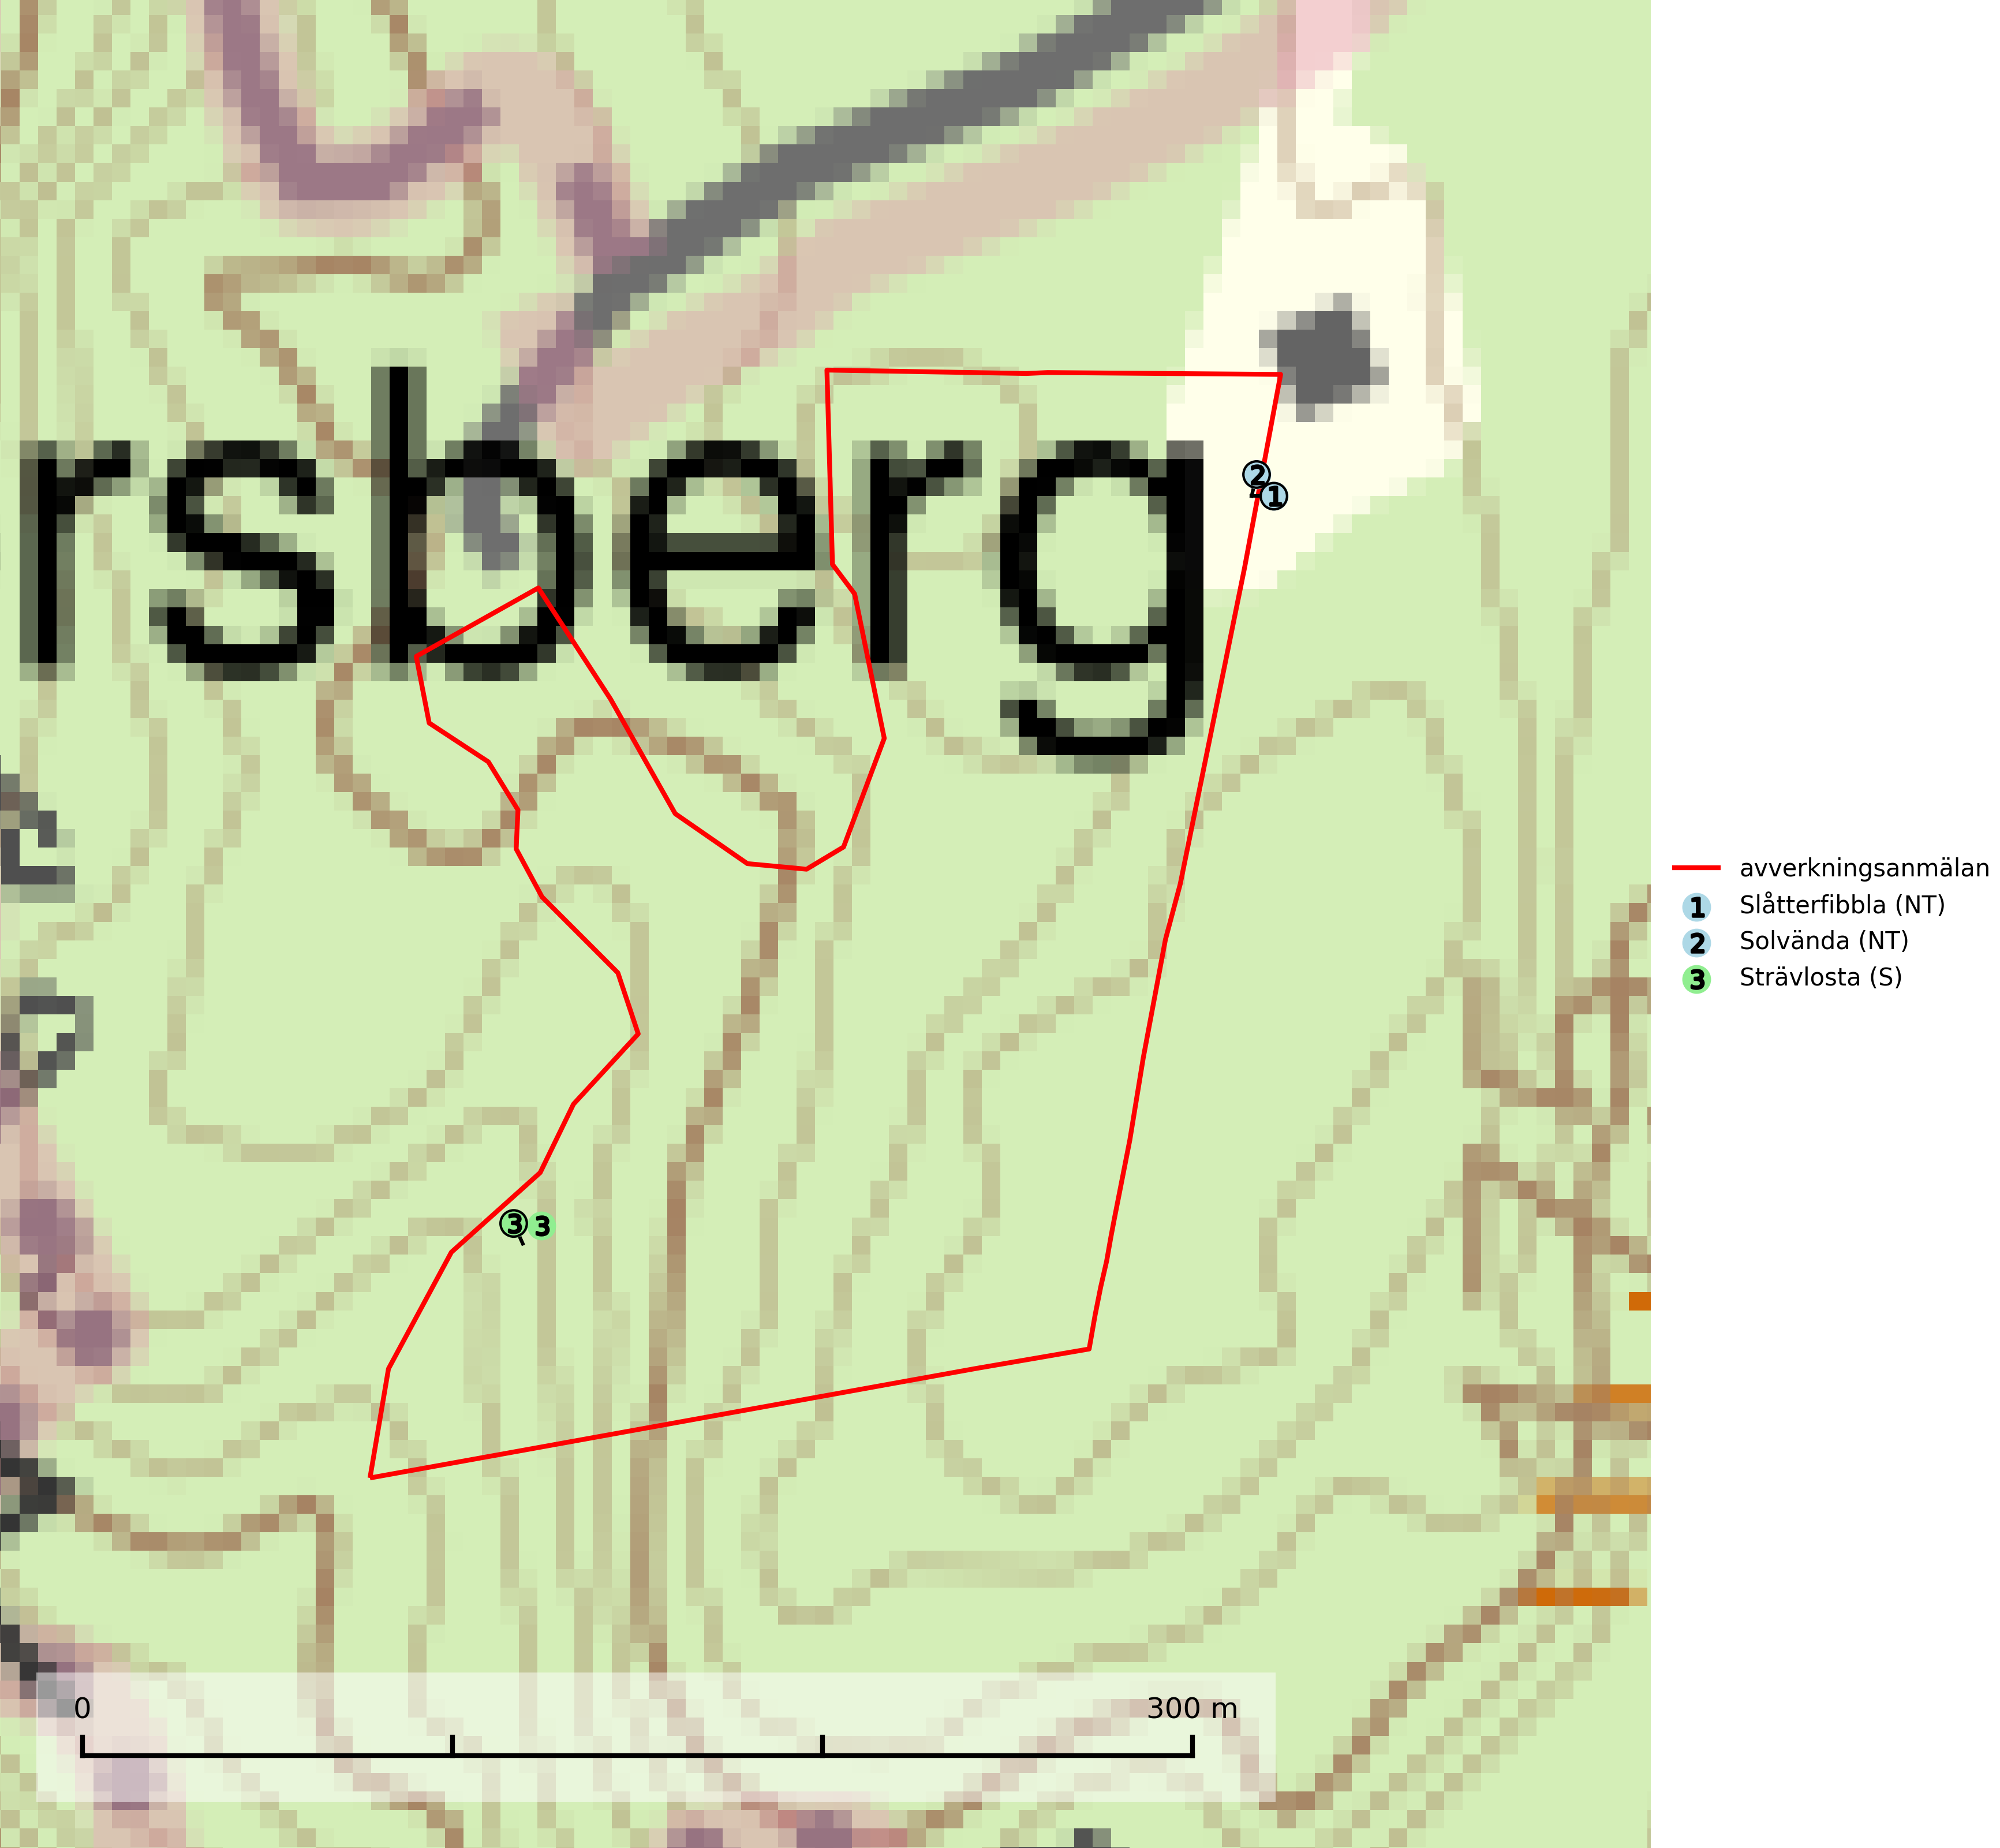 rsberg
2
1
3 3
avverkningsanmälan
1 Slåtterfibbla (NT)
2 Solvända (NT)
3 Strävlosta (S)
0 300 m